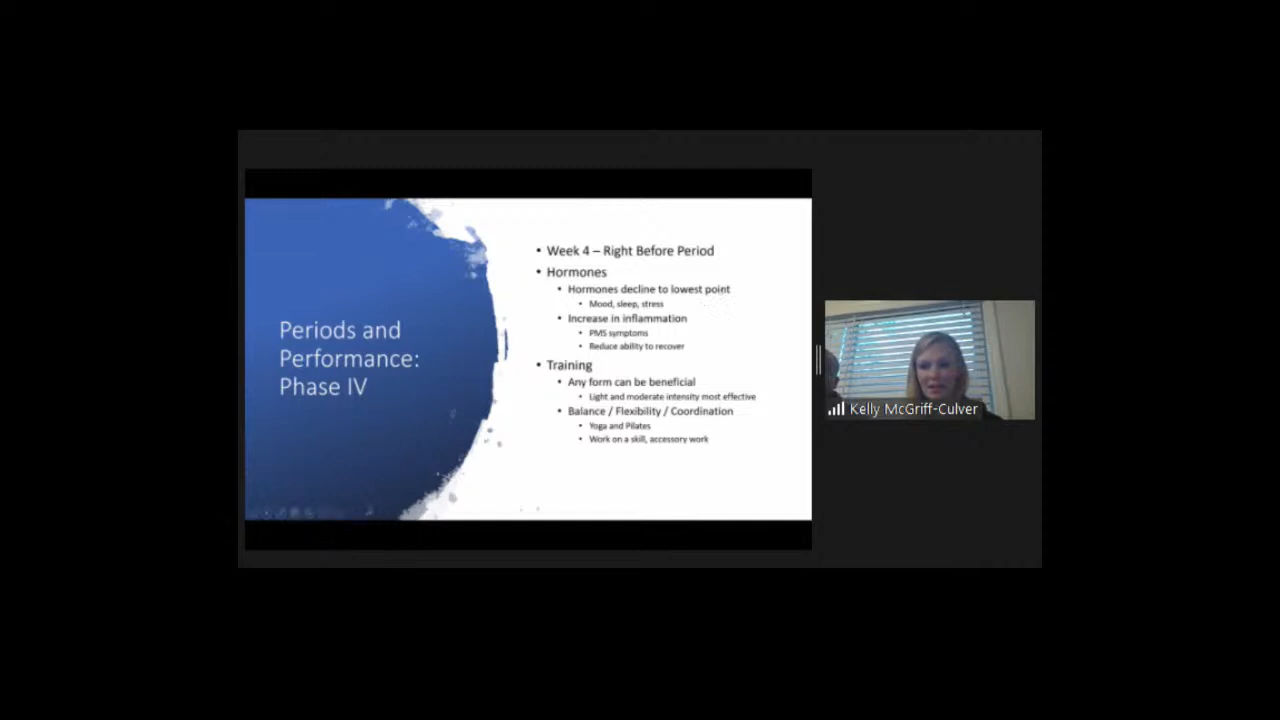 Periods and
Performance:
Phase IV
• Week 4 – Right Before Period
• Hormones
• Hormones decline to lowest point
• Mood, sleep, stress
• Increase in inflammation
• PMS symptoms
• Reduce ability to recover
• Training
• Any form can be beneficial
• Light and moderate intensity most effective
• Balance / Flexibility / Coordination
• Yoga and Pilates
• Work on a skill, accessory work
Kelly McGriff-Culver